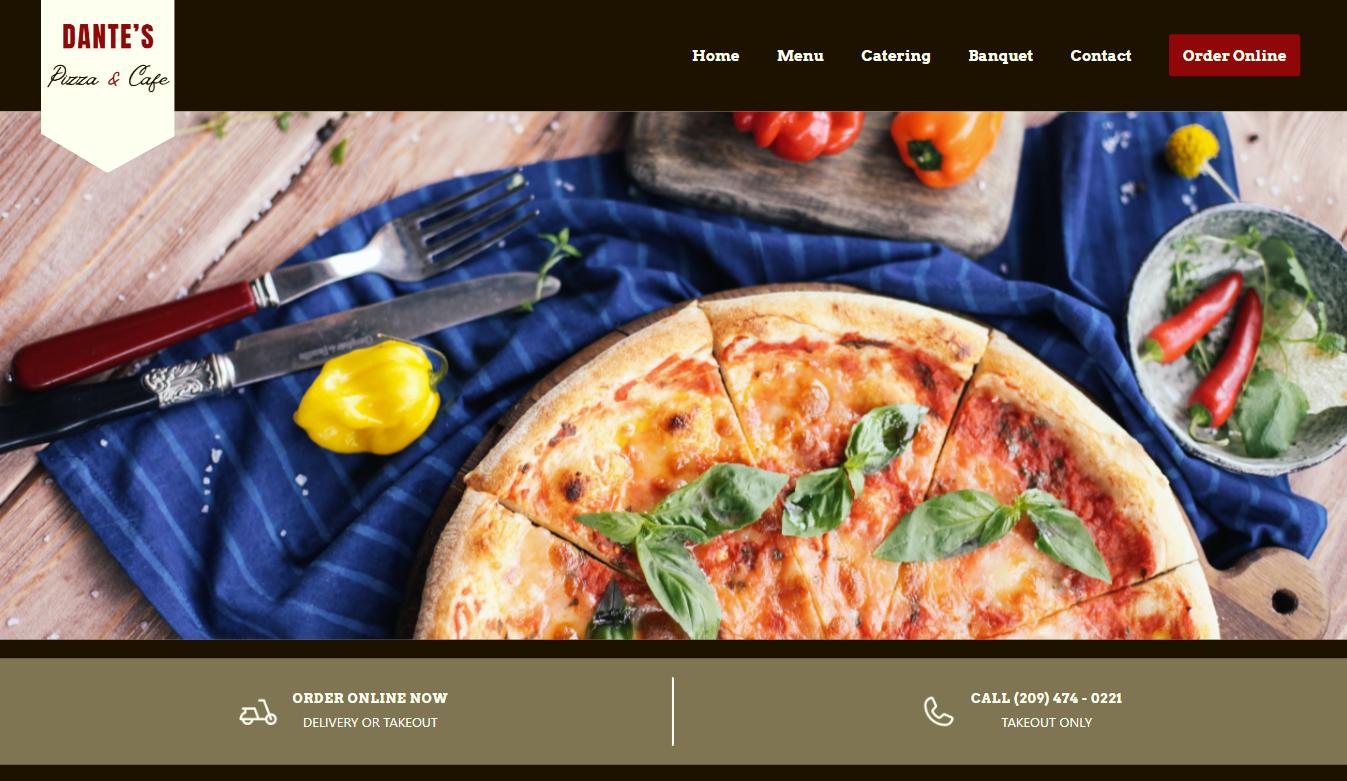 DANTE'S
Pizza & Cafe
Home Menu Catering Banquet Contact Order Online
ORDER ONLINE NOW
DELIVERY OR TAKEOUT
CALL (209) 474 - 0221
TAKEOUT ONLY